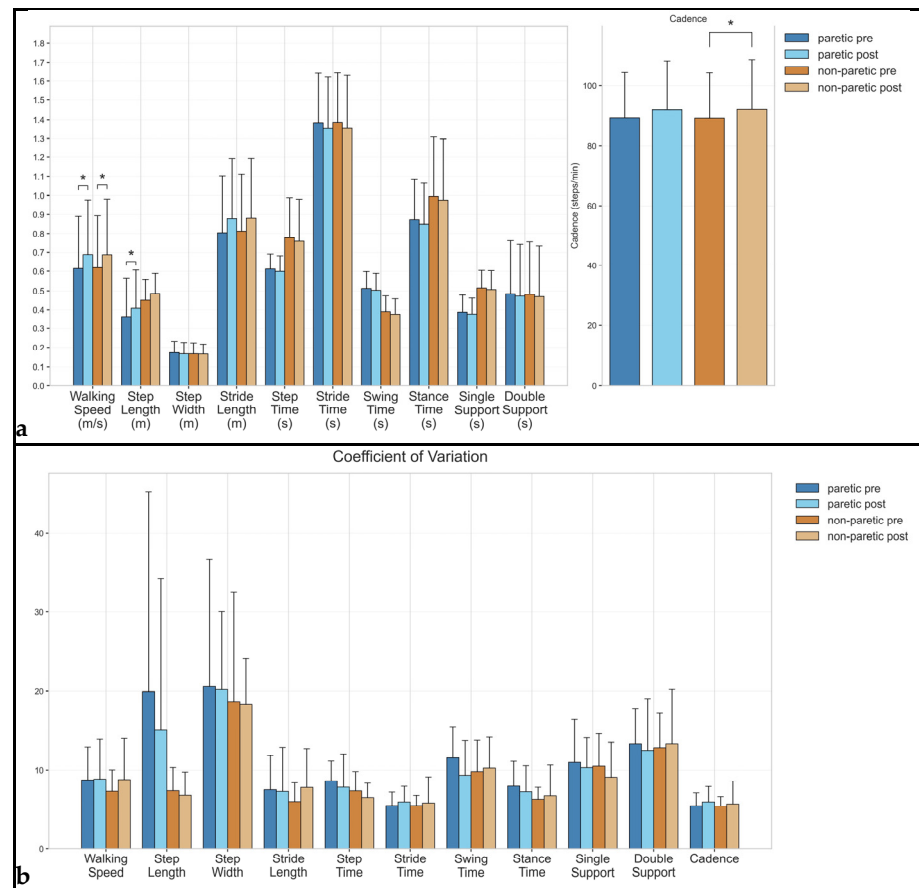 1.8
1.7
1.6
1.5
1.4
1.3
1.2
1.1
1.0
0.9
0.8
0.7
0.6
0.5
0.4
0.3
0.2
0.1
0.0
* * *
Walking Step Step Stride Step Stride Swing Stance Single Double
Speed Length Width Length Time Time Time Time Support Support
(m/s) (m) (m) (m) (s) (s) (s) (s) (s) (s)
a
Cadence
*
Cadence (steps/min)
100
80
60
40
20
0
paretic pre
paretic post
non-paretic pre
non-paretic post
Coefficient of Variation
40
30
20
10
0
Walking Step Step Stride Step Stride Swing Stance Single Double Cadence
Speed Length Width Length Time Time Time Time Support Support
paretic pre
paretic post
non-paretic pre
non-paretic post
b